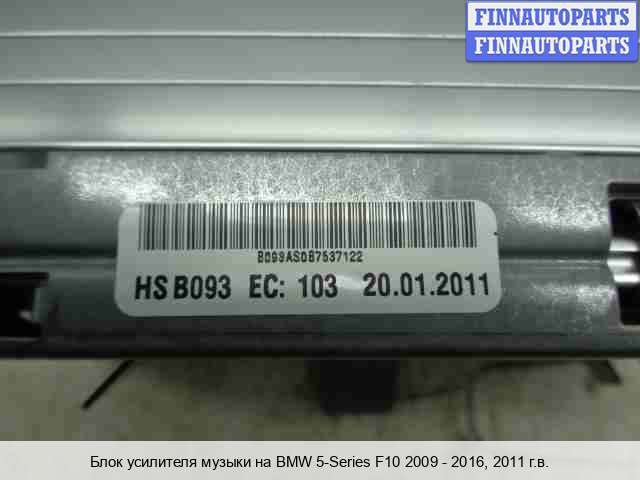 FINNAUTOPARTS
FINNAUTOPARTS
B093AS087537122
HS B093 EC: 103 20.01.2011
Блок усилителя музыки на BMW 5-Series F10 2009 - 2016, 2011 г.в.